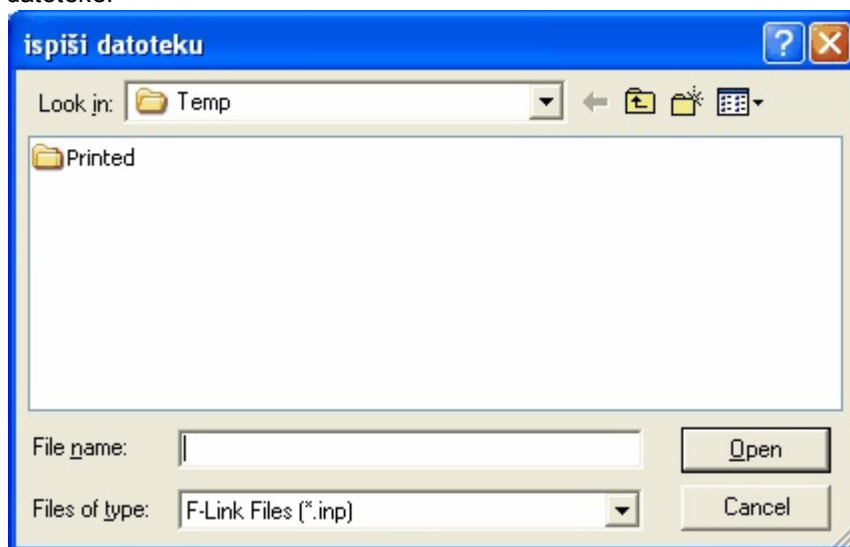 ispiši datoteku
Look in: Temp
Printed
File name:
Open
Files of type: F-Link Files (*.inp)
Cancel